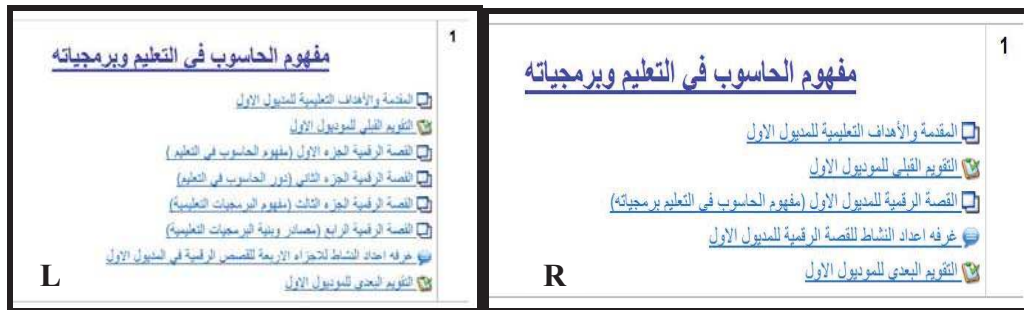 1
مفهوم الحاسوب في التعليم وبرمجياته
المقدمة والأهداف التعليمية للمديول الاول
التقويم القبلي للموديول الاول
القصة الرقمية الجزء الاول (مفهوم الحاسوب في التعليم )
القصة الرقمية الجزء الثاني (دور الحاسوب في التعليم)
القصة الرقمية الجزء الثالث (مفهوم البرمجيات التعليمية)
القصة الرقمية الرابع (مصادر وبنية البرمجيات التعليمية)
غرفه اعداد النشاط للاجزاء الاربعة للقصص الرقمية في المديول الاول
التقويم البعدي للموديول الاول
L
1
مفهوم الحاسوب في التعليم وبرمجياته
المقدمة والأهداف التعليمية للمديول الاول
التقويم القبلي للموديول الاول
القصة الرقمية للمديول الاول (مفهوم الحاسوب في التعليم برمجياته)
غرفه اعداد النشاط للقصة الرقمية للمديول الاول
التقويم البعدي للموديول الاول
R